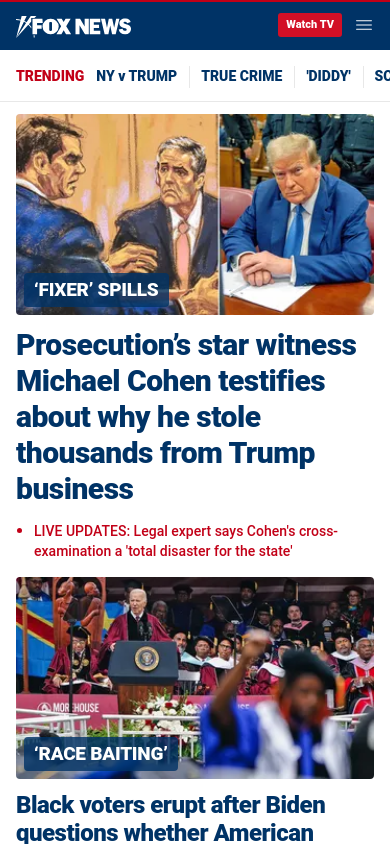 FOX NEWS
Watch TV
TRENDING NY v TRUMP TRUE CRIME 'DIDDY' SC
‘FIXER’ SPILLS
Prosecution’s star witness
Michael Cohen testifies
about why he stole
thousands from Trump
business
LIVE UPDATES: Legal expert says Cohen's cross-
examination a 'total disaster for the state'
MOREHOUSE
‘RACE BAITING’
Black voters erupt after Biden
questions whether American